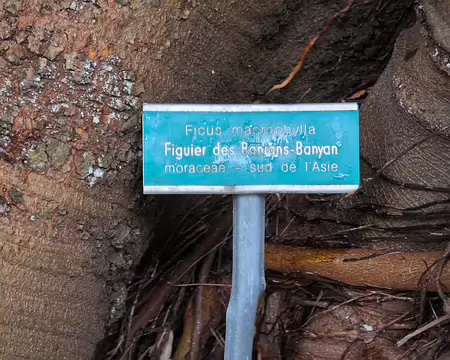 Ficus macrophylla
Figuier des Banians-Banyan
moraceae - sud de l'Asie